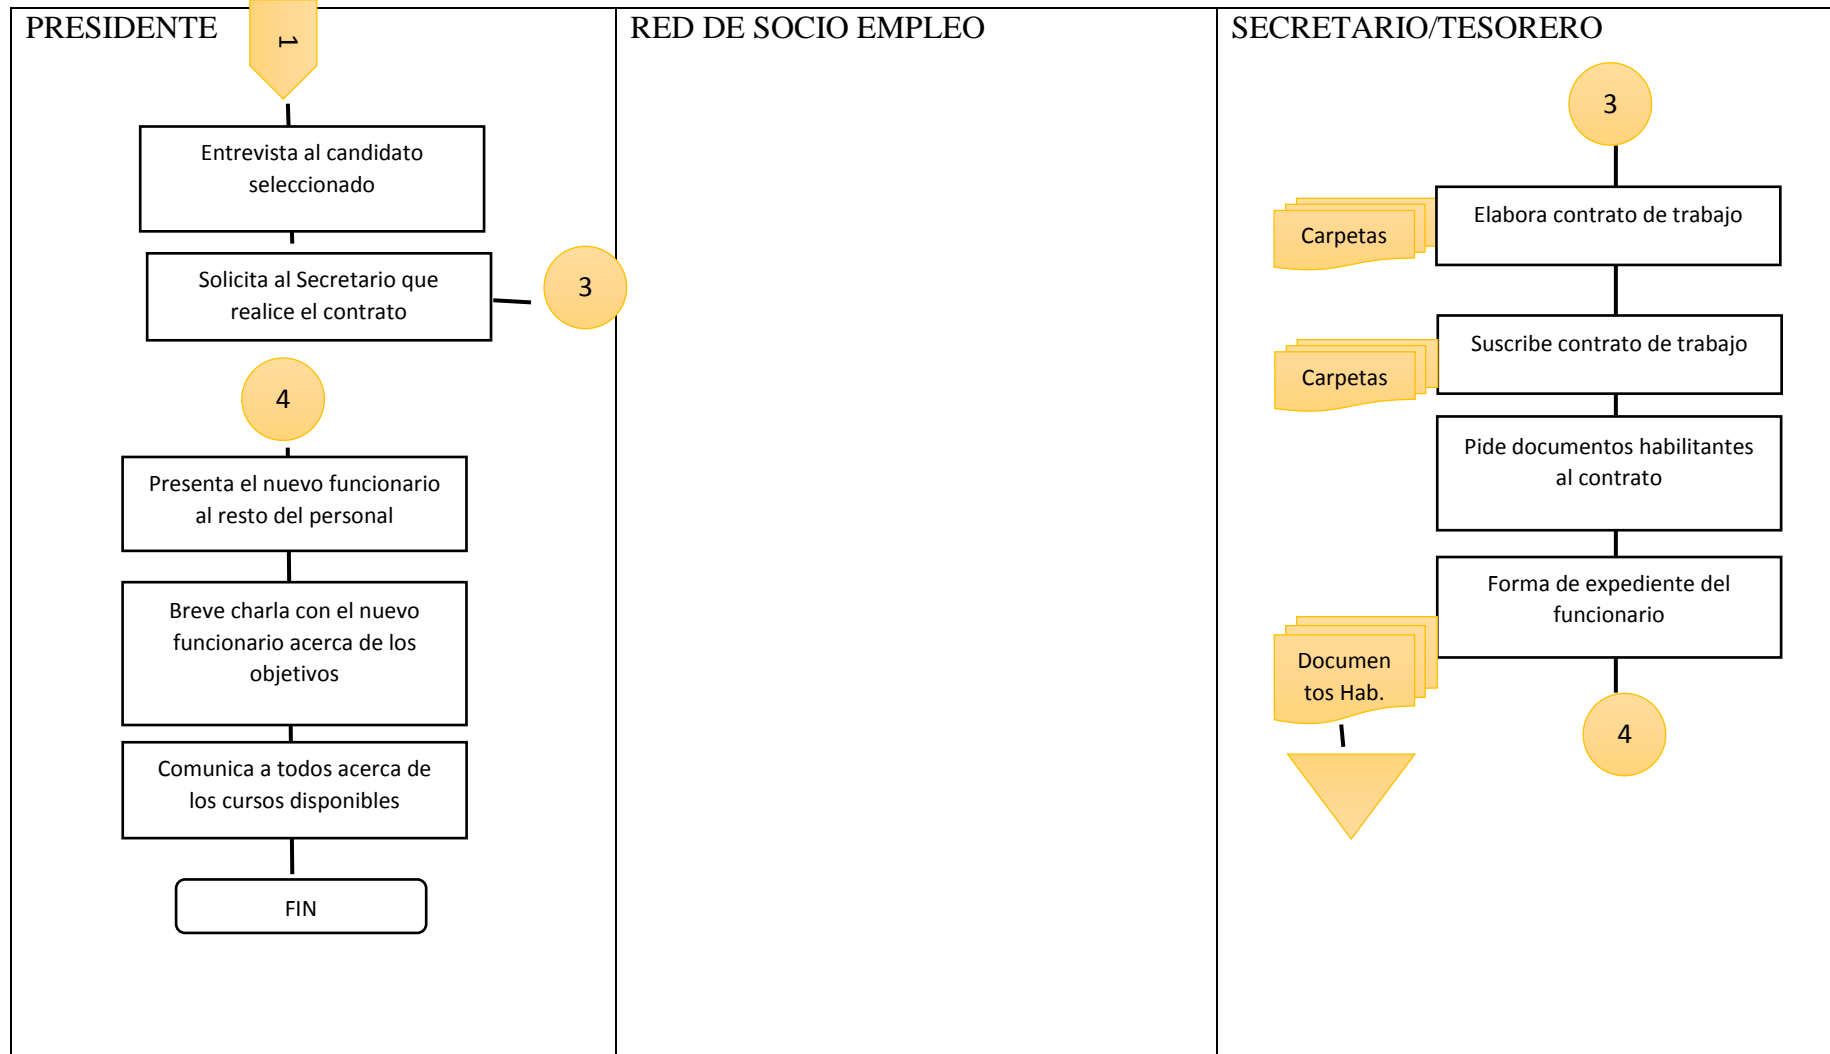 PRESIDENTE
1
Entrevista al candidato
seleccionado
Solicita al Secretario que
realice el contrato
3
4
Presenta el nuevo funcionario
al resto del personal
Breve charla con el nuevo
funcionario acerca de los
objetivos
Comunica a todos acerca de
los cursos disponibles
FIN
RED DE SOCIO EMPLEO
SECRETARIO/TESORERO
3
Elabora contrato de trabajo
Carpetas
Suscribe contrato de trabajo
Carpetas
Pide documentos habilitantes
al contrato
Forma de expediente del
funcionario
Documen
tos Hab.
4